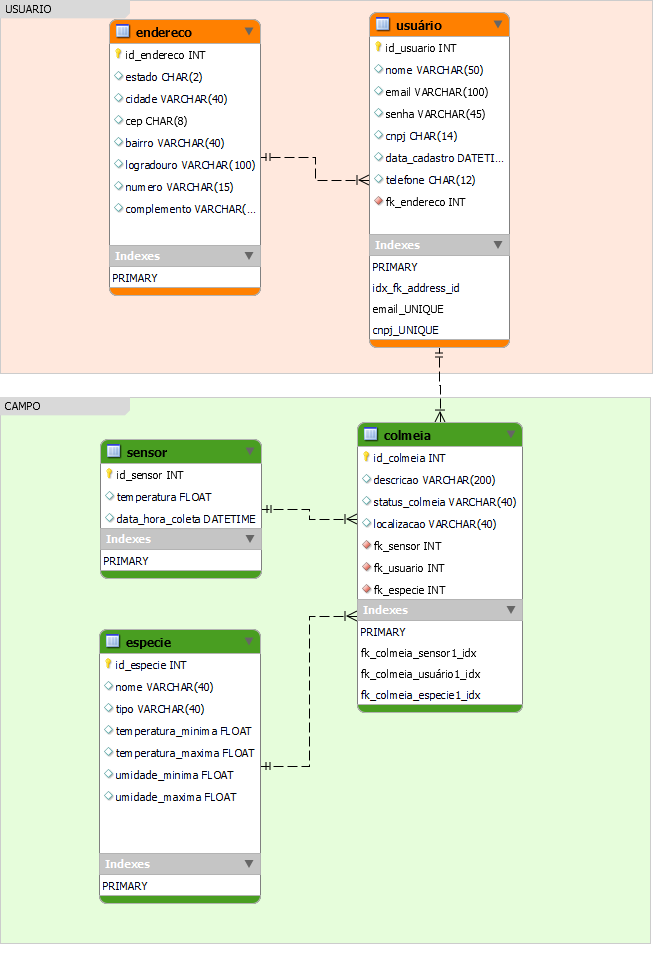 USUARIO
endereco
id_endereco INT
estado CHAR(2)
cidade VARCHAR(40)
cep CHAR(8)
bairro VARCHAR(40)
logradouro VARCHAR(100)
numero VARCHAR(15)
complemento VARCHAR(...
Indexes
PRIMARY
usuário
id_usuario INT
nome VARCHAR(50)
email VARCHAR(100)
senha VARCHAR(45)
cnpj CHAR(14)
data_cadastro DATETI...
telefone CHAR(12)
fk_endereco INT
Indexes
PRIMARY
idx_fk_address_id
email_UNIQUE
cnpj_UNIQUE
CAMPO
sensor
id_sensor INT
temperatura FLOAT
data_hora_coleta DATETIME
Indexes
PRIMARY
colmeia
id_colmeia INT
descricao VARCHAR(200)
status_colmeia VARCHAR(40)
localizacao VARCHAR(40)
fk_sensor INT
fk_usuario INT
fk_especie INT
Indexes
PRIMARY
fk_colmeia_sensor1_idx
fk_colmeia_usuário1_idx
fk_colmeia_especie1_idx
especie
id_especie INT
nome VARCHAR(40)
tipo VARCHAR(40)
temperatura_minima FLOAT
temperatura_maxima FLOAT
umidade_minima FLOAT
umidade_maxima FLOAT
Indexes
PRIMARY